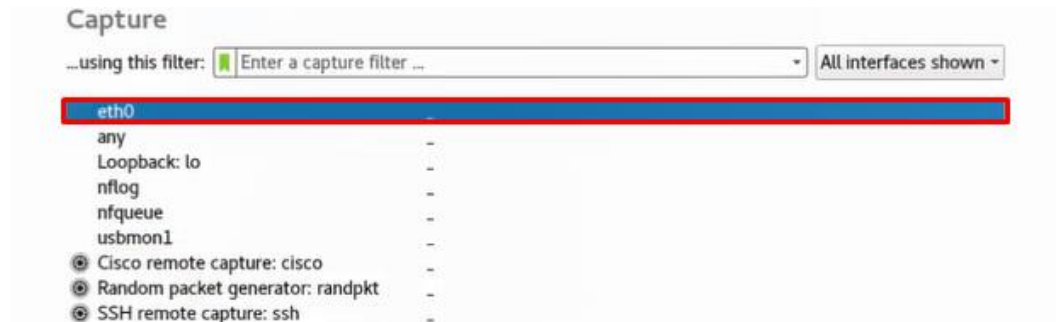 Capture
...using this filter: Enter a capture filter ... All interfaces shown
eth0
any
Loopback: lo
nflog
nfqueue
usbmon1
Cisco remote capture: cisco
Random packet generator: randpkt
SSH remote capture: ssh